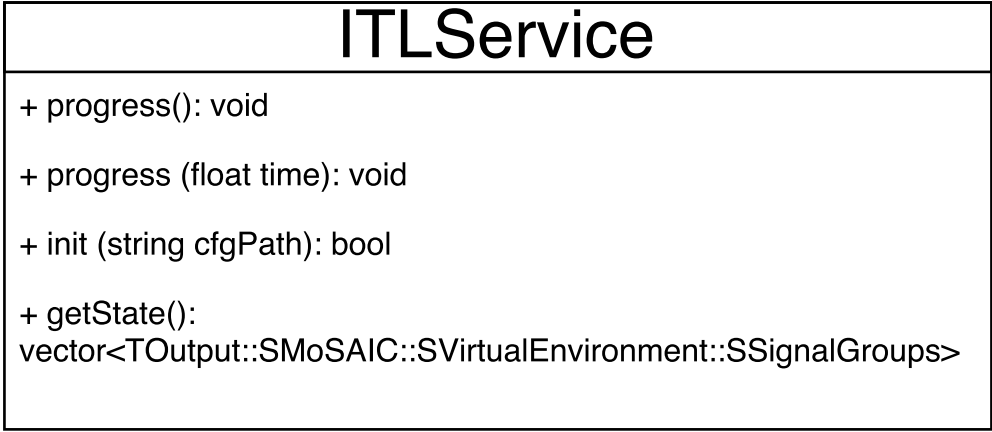 ITLService
+ progress(): void
+ progress (float time): void
+ init (string cfgPath): bool
+ getState():
vector<TOutput::SMoSAIC::SVirtualEnvironment::SSignalGroups>